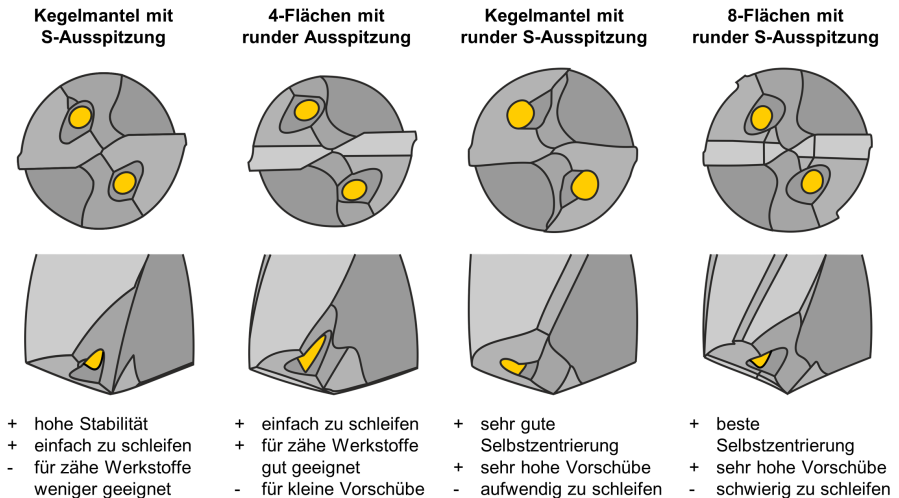 Kegelmantel mit
S-Ausspitzung
4-Flächen mit
runder Ausspitzung
Kegelmantel mit
runder S-Ausspitzung
8-Flächen mit
runder S-Ausspitzung
+ hohe Stabilität
+ einfach zu schleifen
- für zähe Werkstoffe
weniger geeignet
+ einfach zu schleifen
+ für zähe Werkstoffe
gut geeignet
- für kleine Vorschübe
+ sehr gute
Selbstzentrierung
+ sehr hohe Vorschübe
- aufwendig zu schleifen
+ beste
Selbstzentrierung
+ sehr hohe Vorschübe
- schwierig zu schleifen